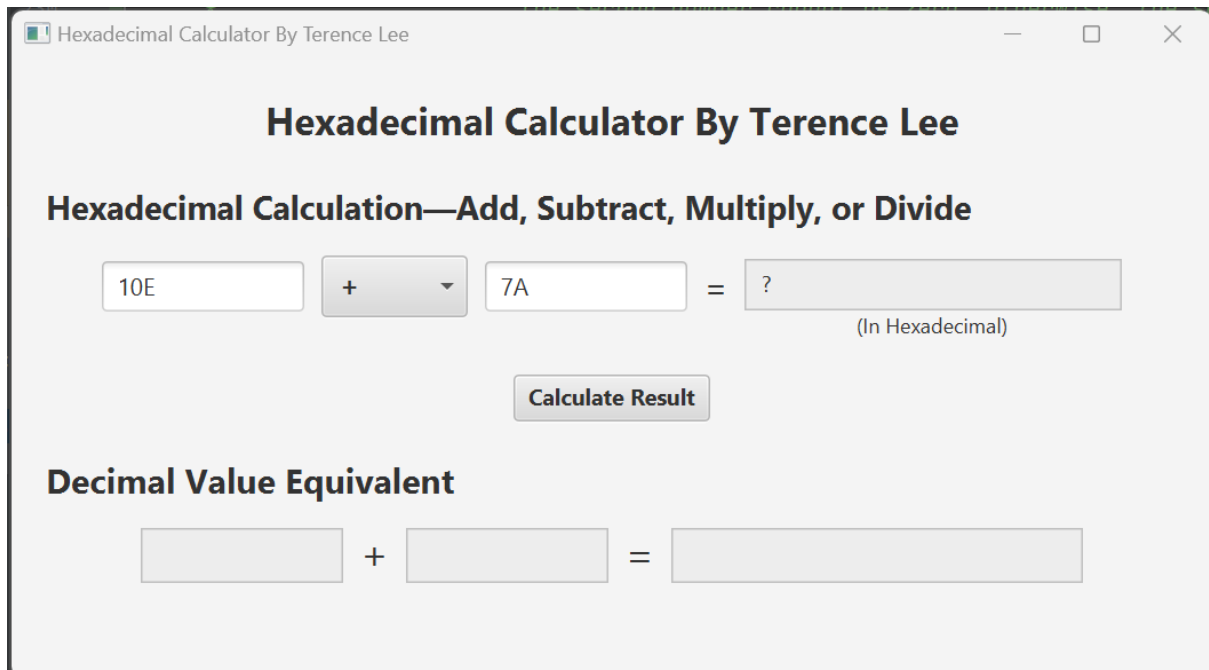 Hexadecimal Calculator By Terence Lee
Hexadecimal Calculator By Terence Lee
Hexadecimal Calculation—Add, Subtract, Multiply, or Divide
10E + 7A = ?
(In Hexadecimal)
Calculate Result
Decimal Value Equivalent
+ =